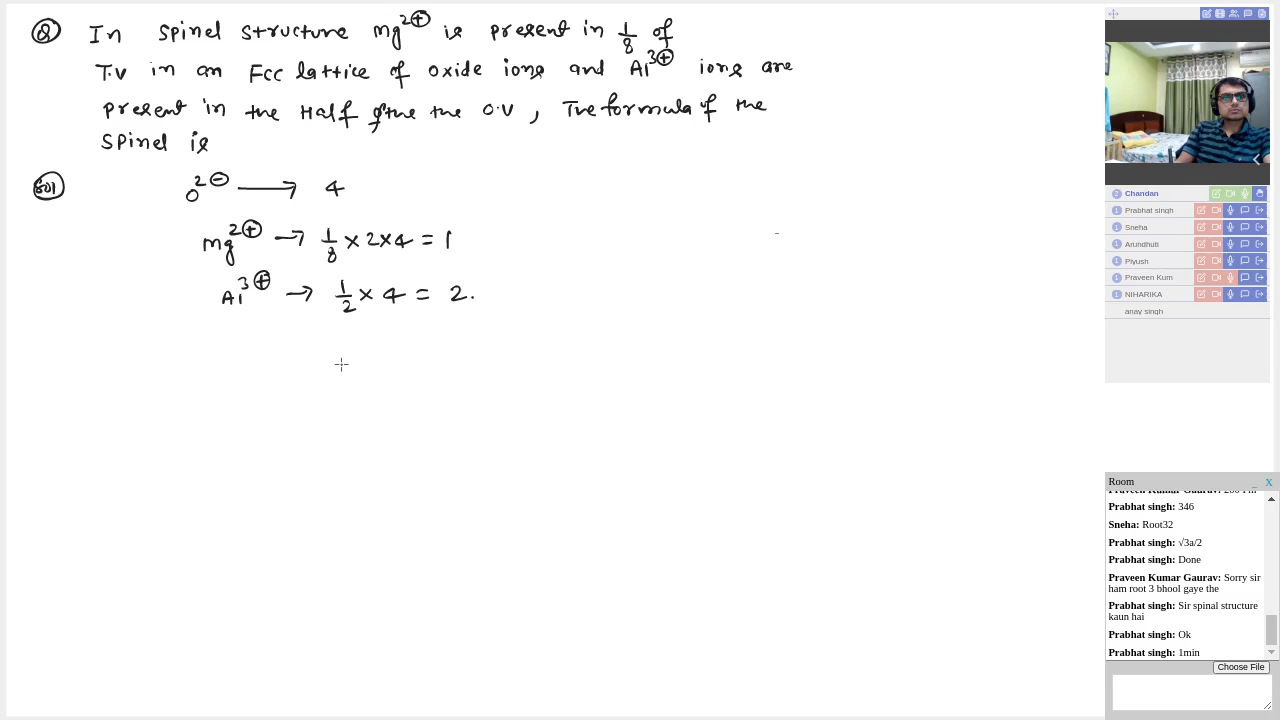 Q In Spinel Structure Mg2⊕ is present in 1/8 of
T.V in an Fcc lattice of oxide ions and Al3⊕ ions are
present in the Half of the the O.V , The formula of the
Spinel is
Sol O2⊖ → 4
Mg2⊕ → 1/8 × 2×4 = 1
Al3⊕ → 1/2 × 4 = 2.
Chandan
Prabhat singh
Sneha
Arundhuti
Piyush
Praveen Kum
NIHARIKA
anay singh
Room _ X
Prabhat singh: 346
Sneha: Root32
Prabhat singh: √3a/2
Prabhat singh: Done
Praveen Kumar Gaurav: Sorry sir
ham root 3 bhool gaye the
Prabhat singh: Sir spinal structure
kaun hai
Prabhat singh: Ok
Prabhat singh: 1min
Choose File